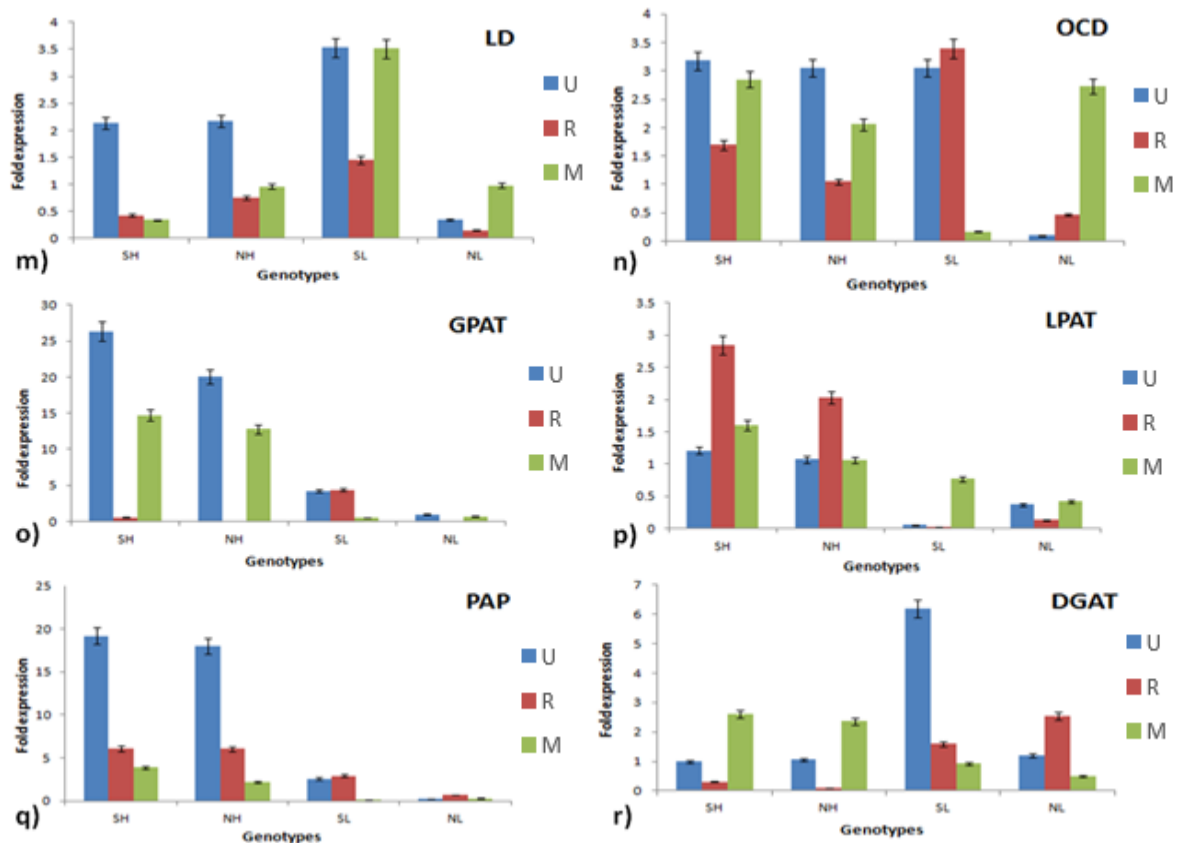 LD
Foldexpression
4
3.5
3
2.5
2
1.5
1
0.5
0
SH NH SL NL
Genotypes
U
R
M
m)
OCD
Foldexpression
4
3.5
3
2.5
2
1.5
1
0.5
0
SH NH SL NL
Genotypes
U
R
M
n)
GPAT
Foldexpression
30
25
20
15
10
5
0
SH NH SL NL
Genotypes
U
R
M
o)
LPAT
Foldexpression
3.5
3
2.5
2
1.5
1
0.5
0
SH NH SL NL
Genotypes
U
R
M
p)
PAP
Foldexpression
25
20
15
10
5
0
SH NH SL NL
Genotypes
U
R
M
q)
DGAT
Foldexpression
7
6
5
4
3
2
1
0
SH NH SL NL
Genotypes
U
R
M
r)